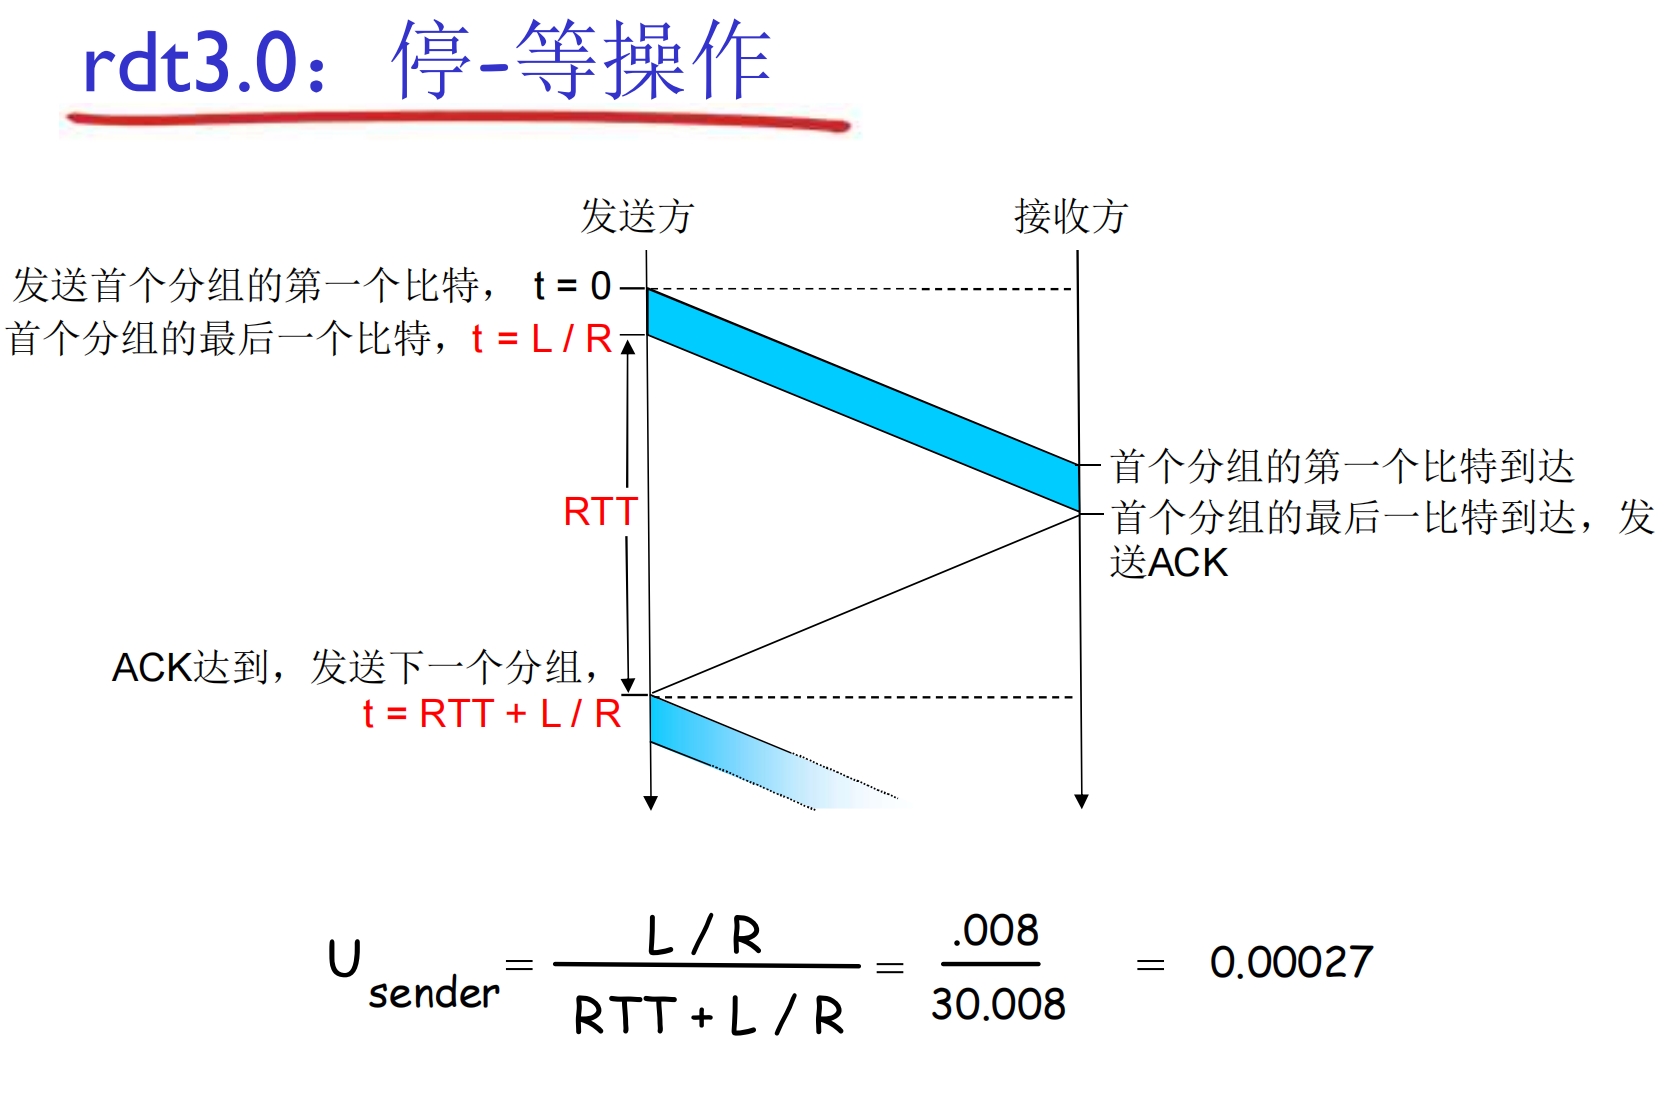 rdt3.0： 停-等操作
发送方
接收方
发送首个分组的第一个比特， t = 0
首个分组的最后一个比特，t = L / R
RTT
首个分组的第一个比特到达
首个分组的最后一比特到达，发
送ACK
ACK达到，发送下一个分组，
t = RTT + L / R
U sender = L / R / RTT + L / R = .008 / 30.008 = 0.00027